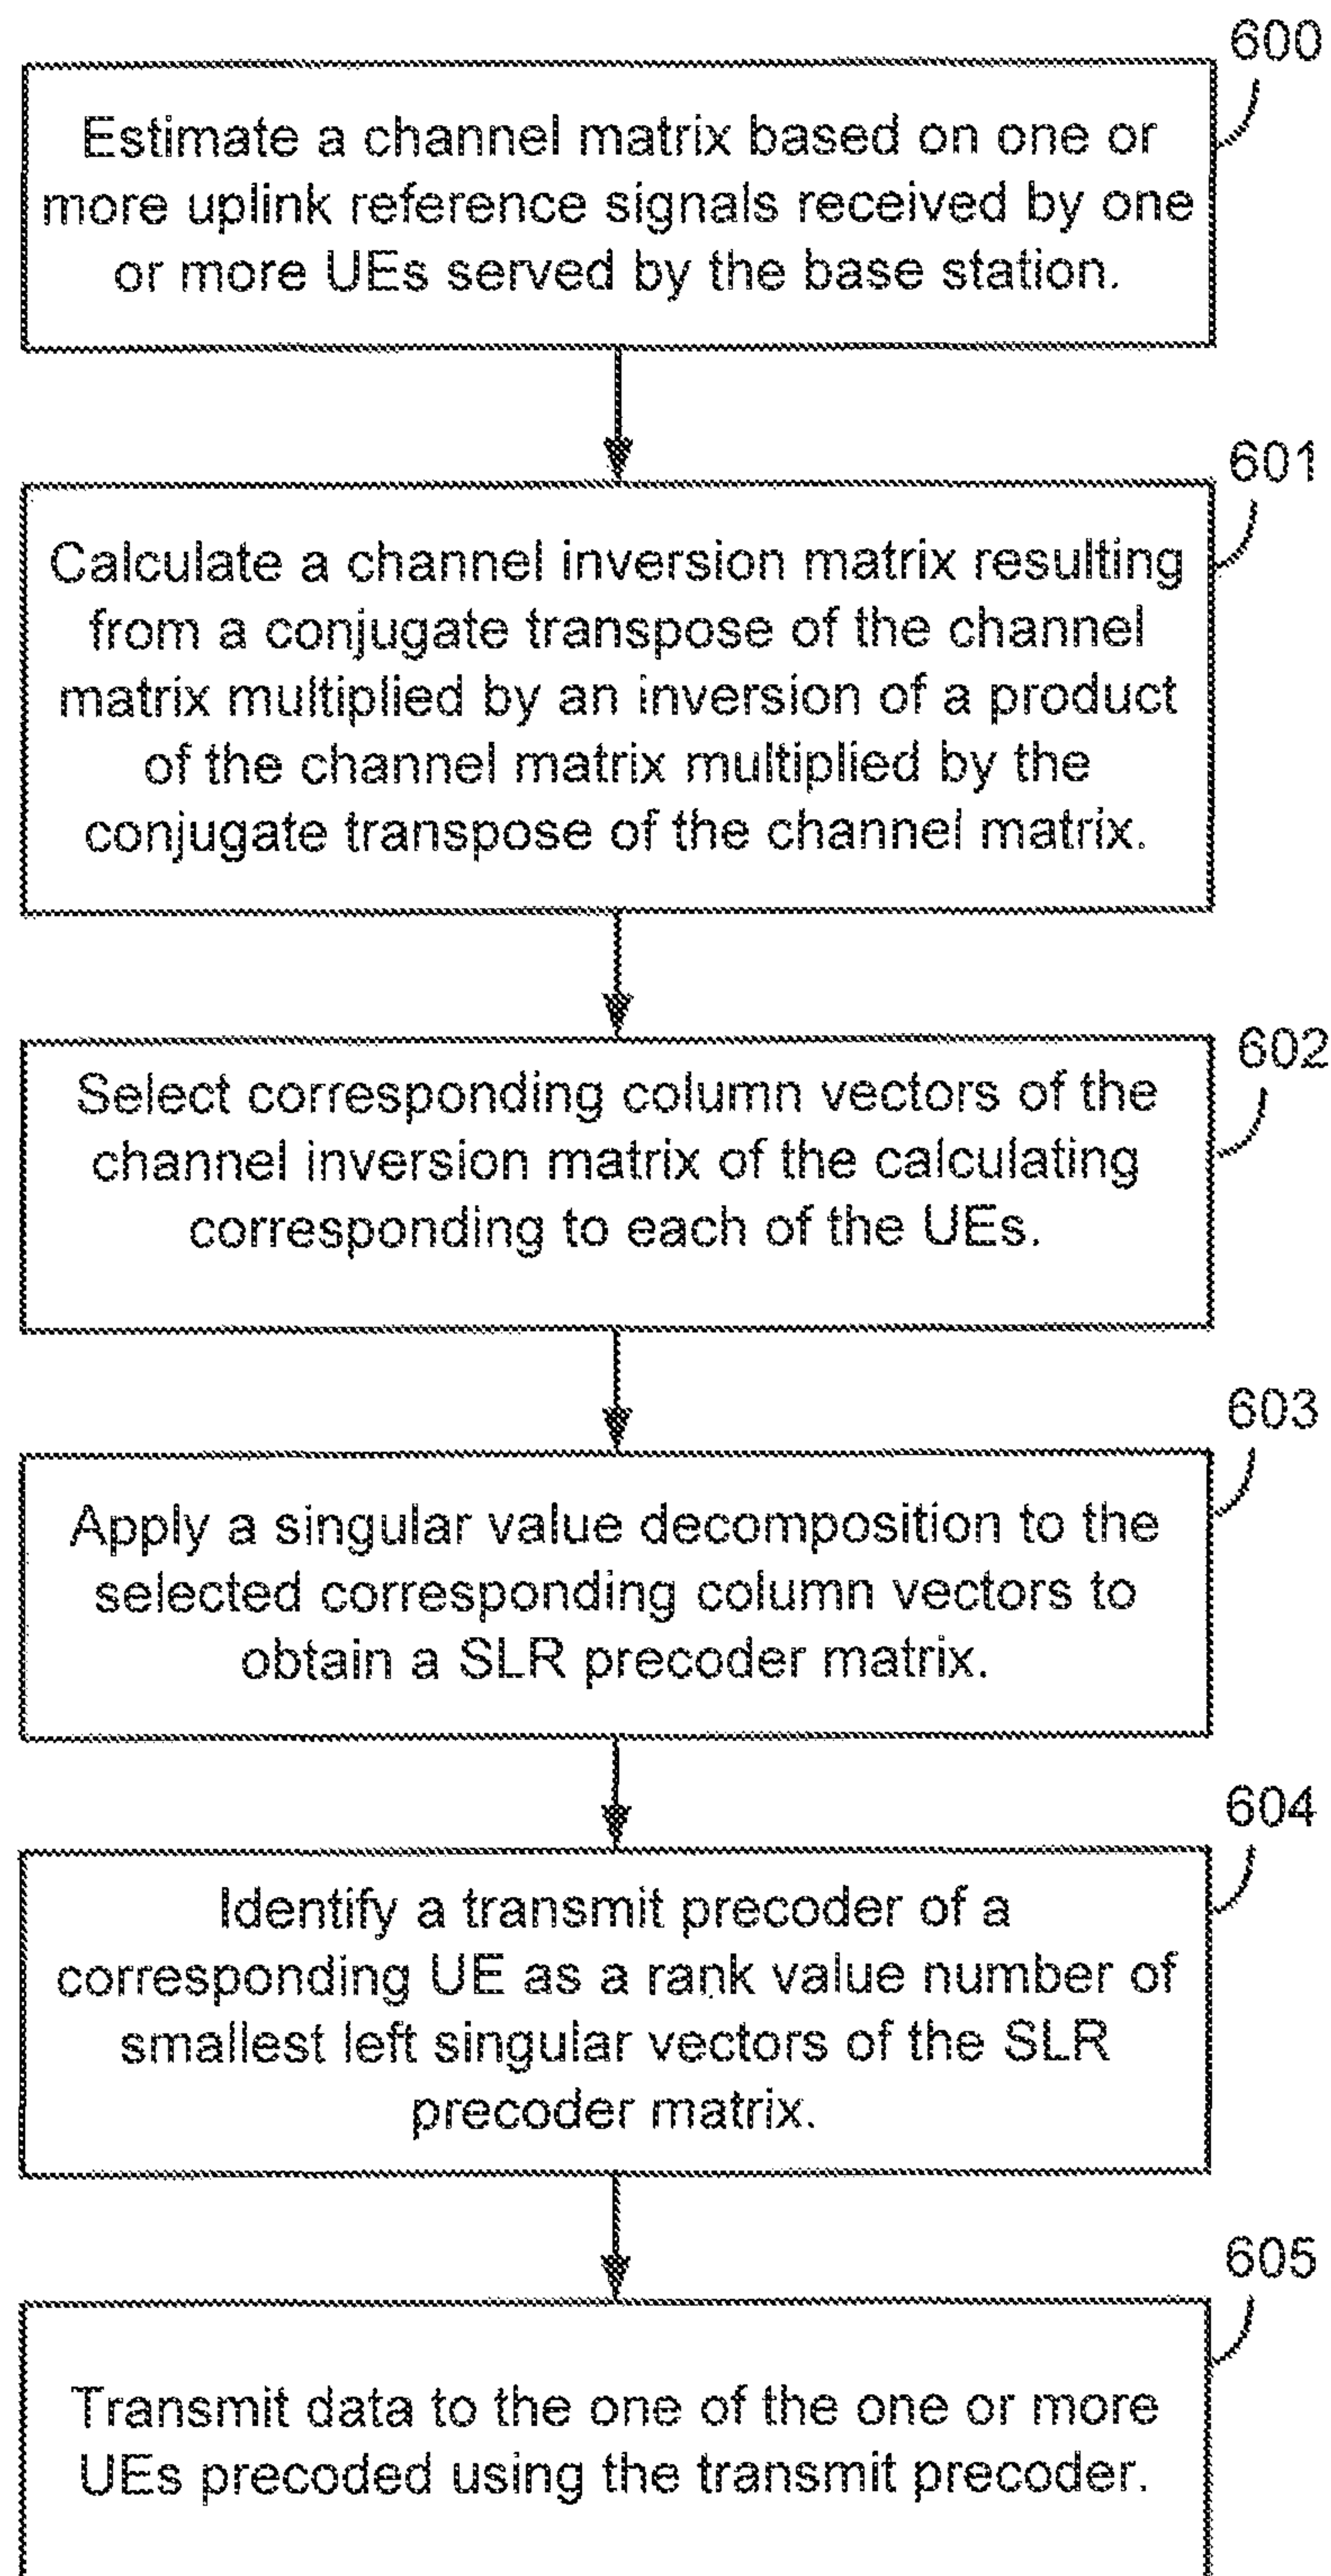 600
Estimate a channel matrix based on one or
more uplink reference signals received by one
or more UEs served by the base station.
601
Calculate a channel inversion matrix resulting
from a conjugate transpose of the channel
matrix multiplied by an inversion of a product
of the channel matrix multiplied by the
conjugate transpose of the channel matrix.
602
Select corresponding column vectors of the
channel inversion matrix of the calculating
corresponding to each of the UEs.
603
Apply a singular value decomposition to the
selected corresponding column vectors to
obtain a SLR precoder matrix.
604
Identify a transmit precoder of a
corresponding UE as a rank value number of
smallest left singular vectors of the SLR
precoder matrix.
605
Transmit data to the one of the one or more
UEs precoded using the transmit precoder.